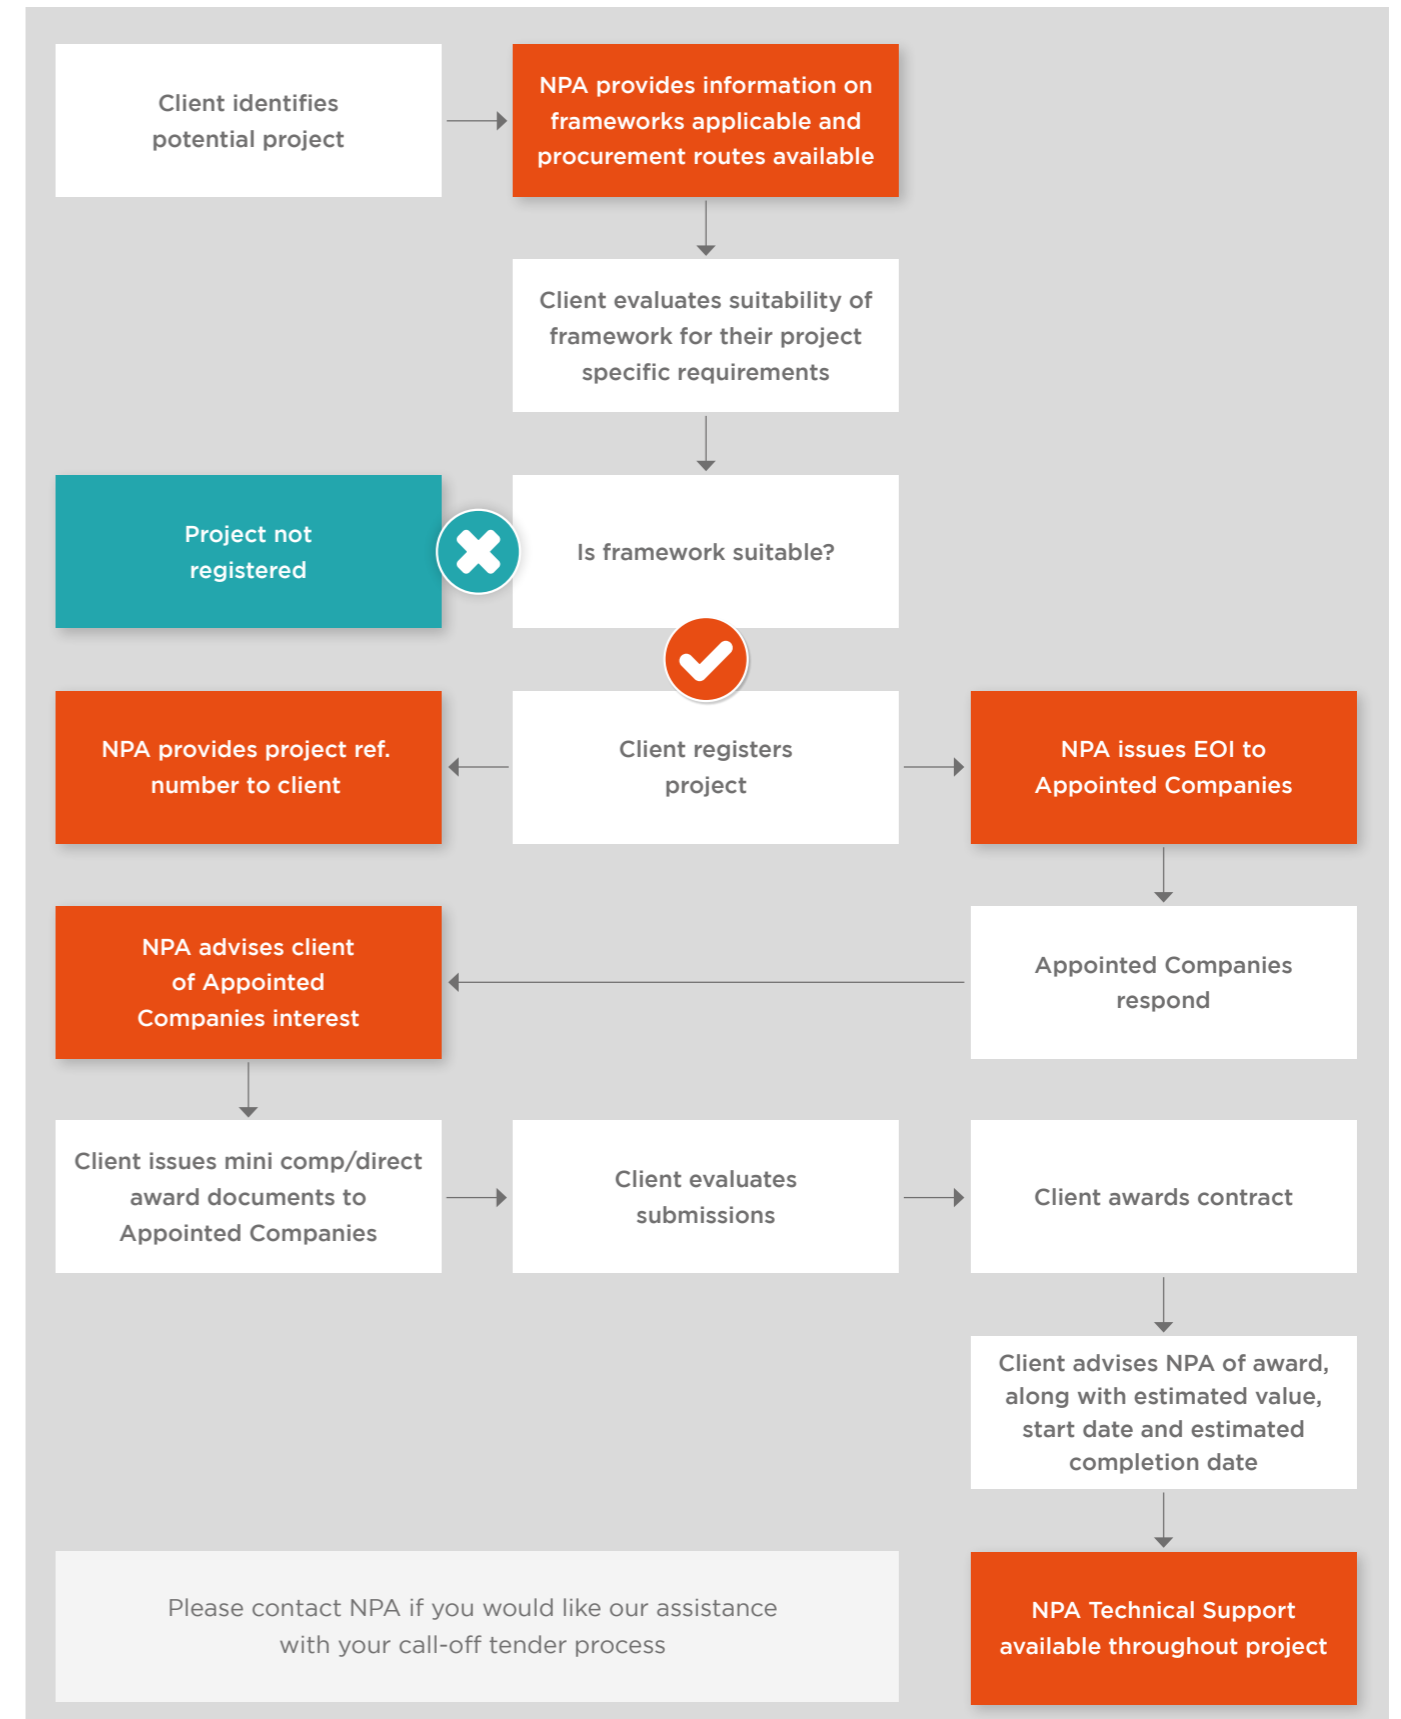 Client identifies
potential project
NPA provides information on
frameworks applicable and
procurement routes available
Client evaluates suitability of
framework for their project
specific requirements
Project not
registered
Is framework suitable?
NPA provides project ref.
number to client
Client registers
project
NPA issues EOI to
Appointed Companies
NPA advises client
of Appointed
Companies interest
Appointed Companies
respond
Client issues mini comp/direct
award documents to
Appointed Companies
Client evaluates
submissions
Client awards contract
Client advises NPA of award,
along with estimated value,
start date and estimated
completion date
Please contact NPA if you would like our assistance
with your call-off tender process
NPA Technical Support
available throughout project